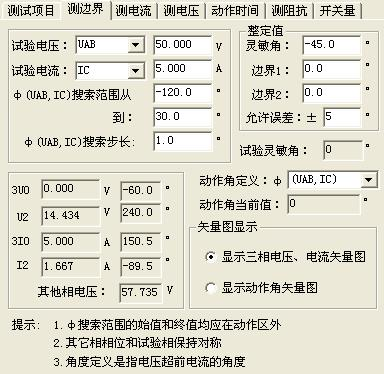 测试项目 测边界 测电流 测电压 动作时间 测阻抗 开关量
试验电压： UAB 50.000 V
试验电流： IC 5.000 A
φ(UAB,IC)搜索范围从 -120.0 °
到： 30.0 °
φ(UAB,IC)搜索步长： 1.0 °
整定值
灵敏角： -45.0 °
边界1： 0.0 °
边界2： 0.0 °
允许误差：± 5 °
试验灵敏角： 0 °
3U0 0.000 V -60.0 °
U2 14.434 V 240.0 °
3I0 5.000 A 150.5 °
I2 1.667 A -89.5 °
其他相电压： 57.735 V
动作角定义：φ (UAB,IC)
动作角当前值： 0 °
矢量图显示
显示三相电压、电流矢量图
显示动作角矢量图
提示： 1.φ搜索范围的始值和终值均应在动作区外
2.其它相相位和试验相保持对称
3.角度定义是指电压超前电流的角度